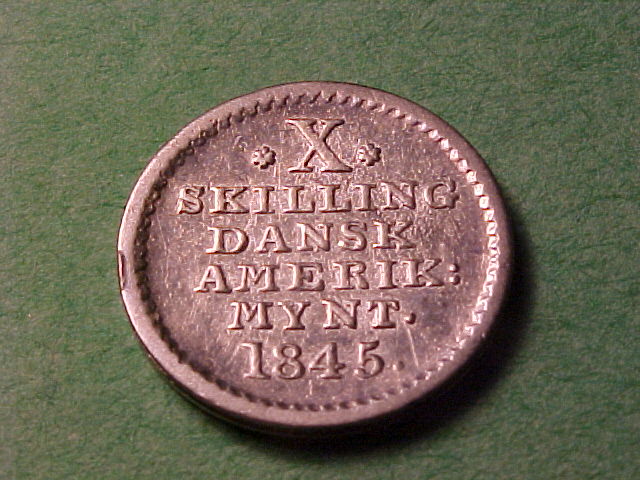 X
SKILLING
DANSK
AMERIK:
MYNT.
1845.